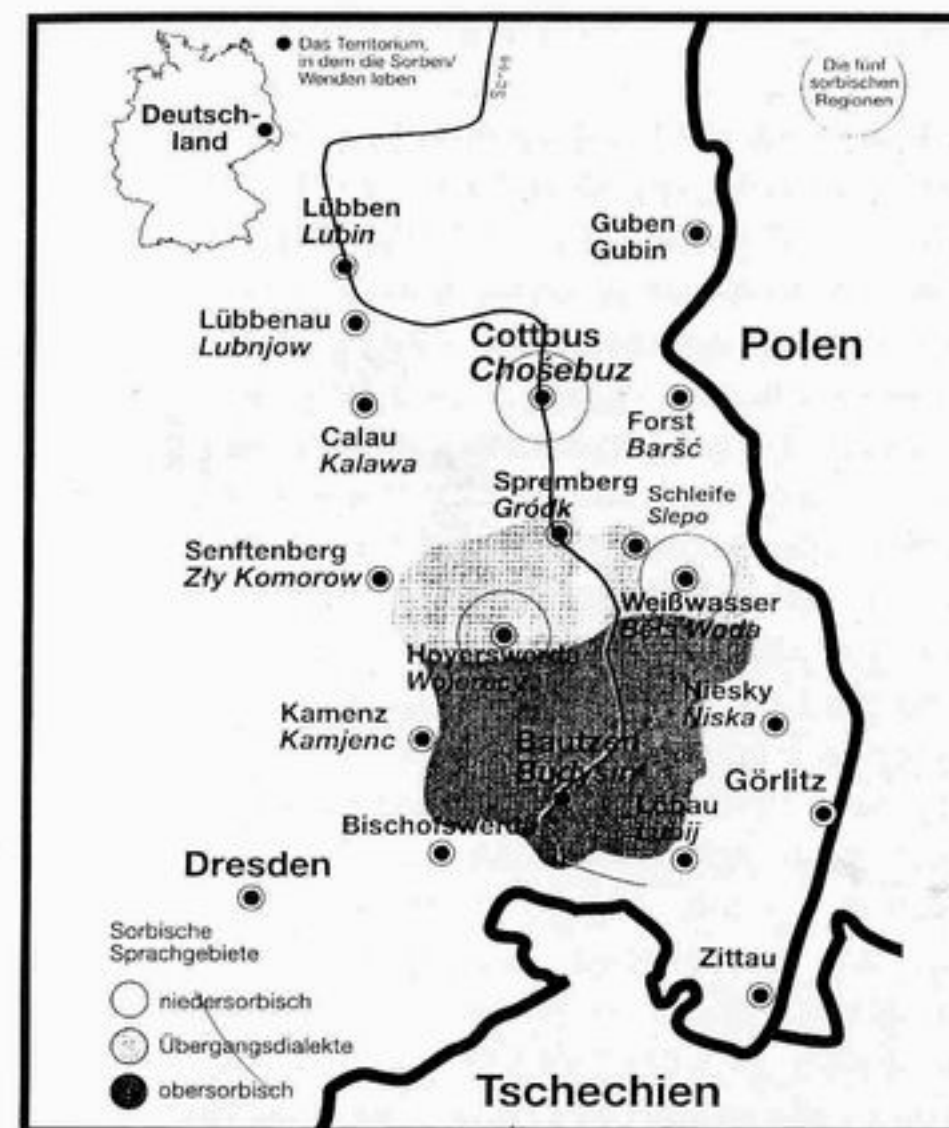 Das Territorium,
in dem die Sorben/
Wenden leben
Deutsch-
land
Die fünf
sorbischen
Regionen
Lübben
Lubin
Guben
Gubin
Lübbenau
Lubnjow
Cottbus
Chośebuz
Polen
Calau
Kalawa
Forst
Baršć
Spremberg
Gródk
Schleife
Slepo
Senftenberg
Zły Komorow
Weißwasser
Běła Woda
Hoyerswerda
Wojerecy
Kamenz
Kamjenc
Niesky
Niska
Bautzen
Budyšin
Görlitz
Löbau
Lubij
Bischofswerda
Dresden
Sorbische
Sprachgebiete
niedersorbisch
Übergangsdialekte
obersorbisch
Zittau
Tschechien